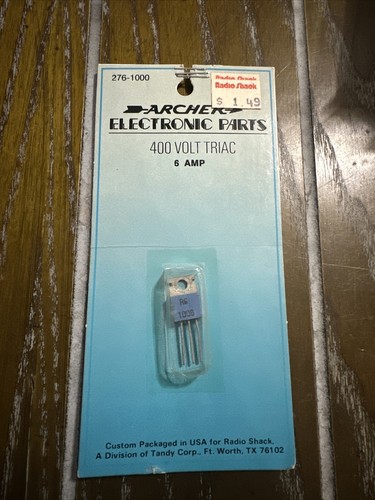 276-1000
Radio Shack
Radio Shack
$ 1.49
ARCHER
ELECTRONIC PARTS
400 VOLT TRIAC
6 AMP
1000
Custom Packaged in USA for Radio Shack,
A Division of Tandy Corp., Ft. Worth, TX 76102